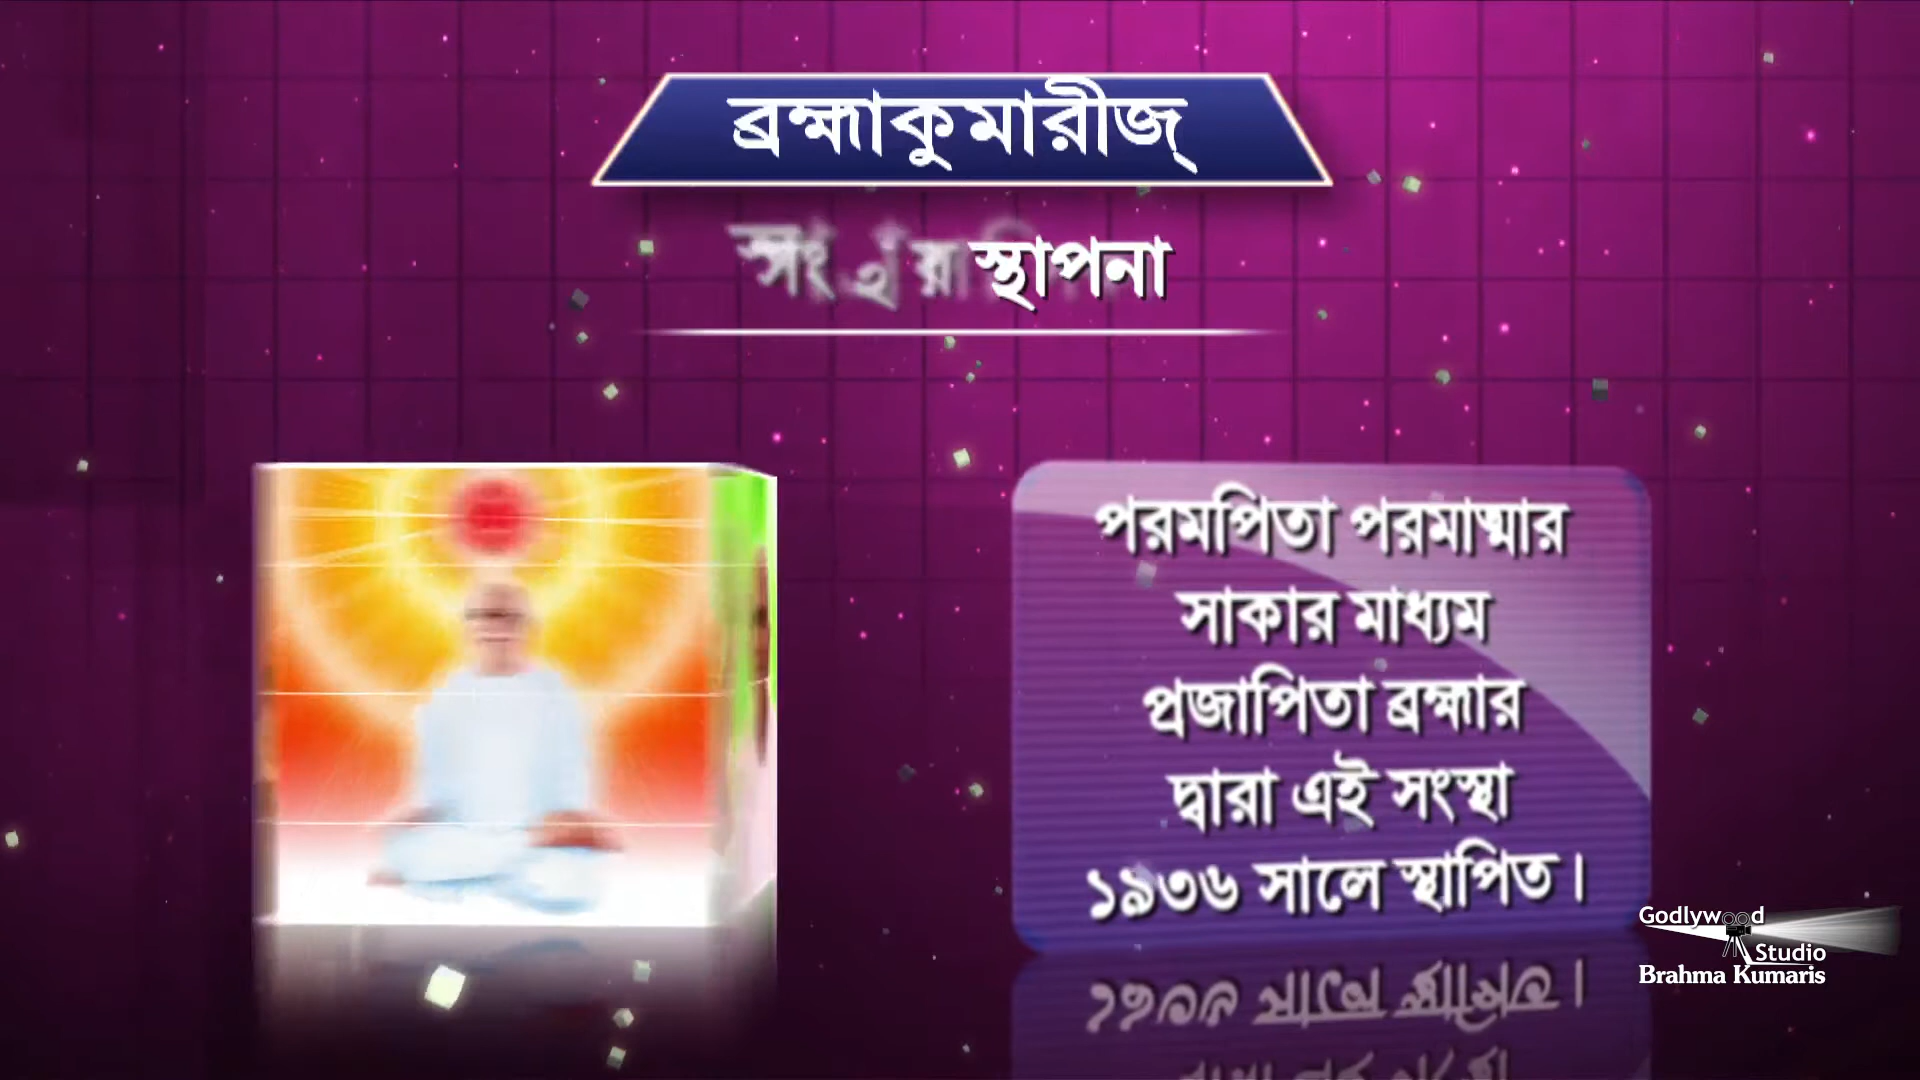 ব্রহ্মাকুমারীজ্
স্থাপনা
পরমপিতা পরমাত্মার
সাকার মাধ্যম
প্রজাপিতা ব্রহ্মার
দ্বারা এই সংস্থা
১৯৩৬ সালে স্থাপিত।
Godlywood
Studio
Brahma Kumaris